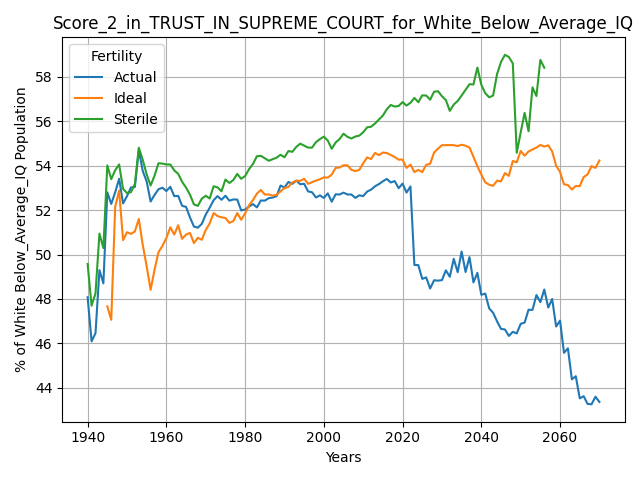 Score_2_in_TRUST_IN_SUPREME_COURT_for_White_Below_Average_IQ
Fertility
Actual
Ideal
Sterile
% of White Below_Average_IQ Population
58
56
54
52
50
48
46
44
1940 1960 1980 2000 2020 2040 2060
Years